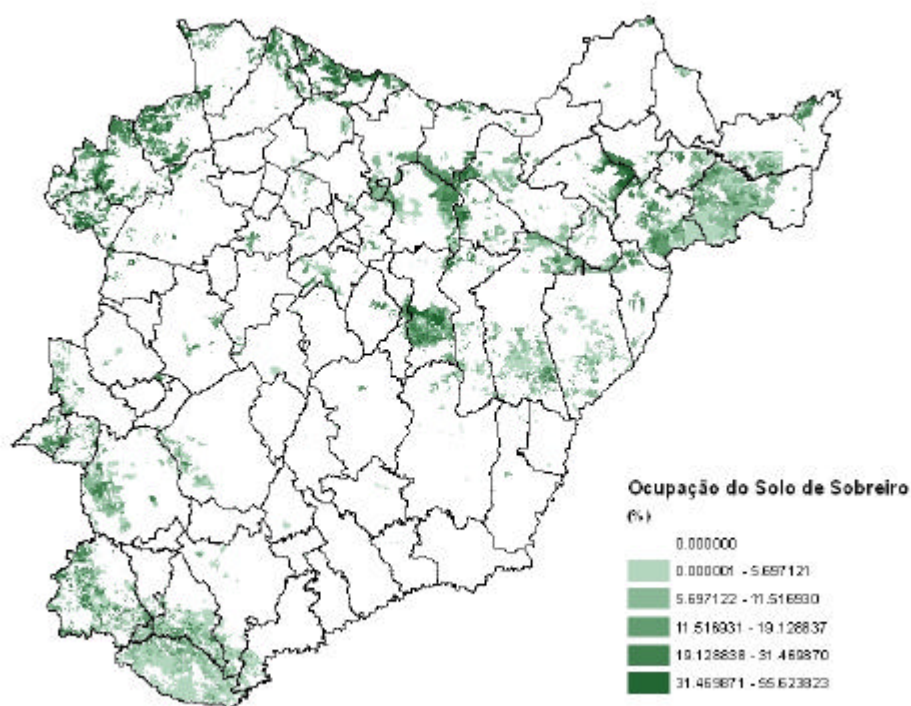 Ocupação do Solo de Sobreiro
(%)
0.000000
0.000001 - 5.697121
5.697122 - 11.516930
11.516931 - 19.128837
19.128838 - 31.469870
31.469871 - 95.623823